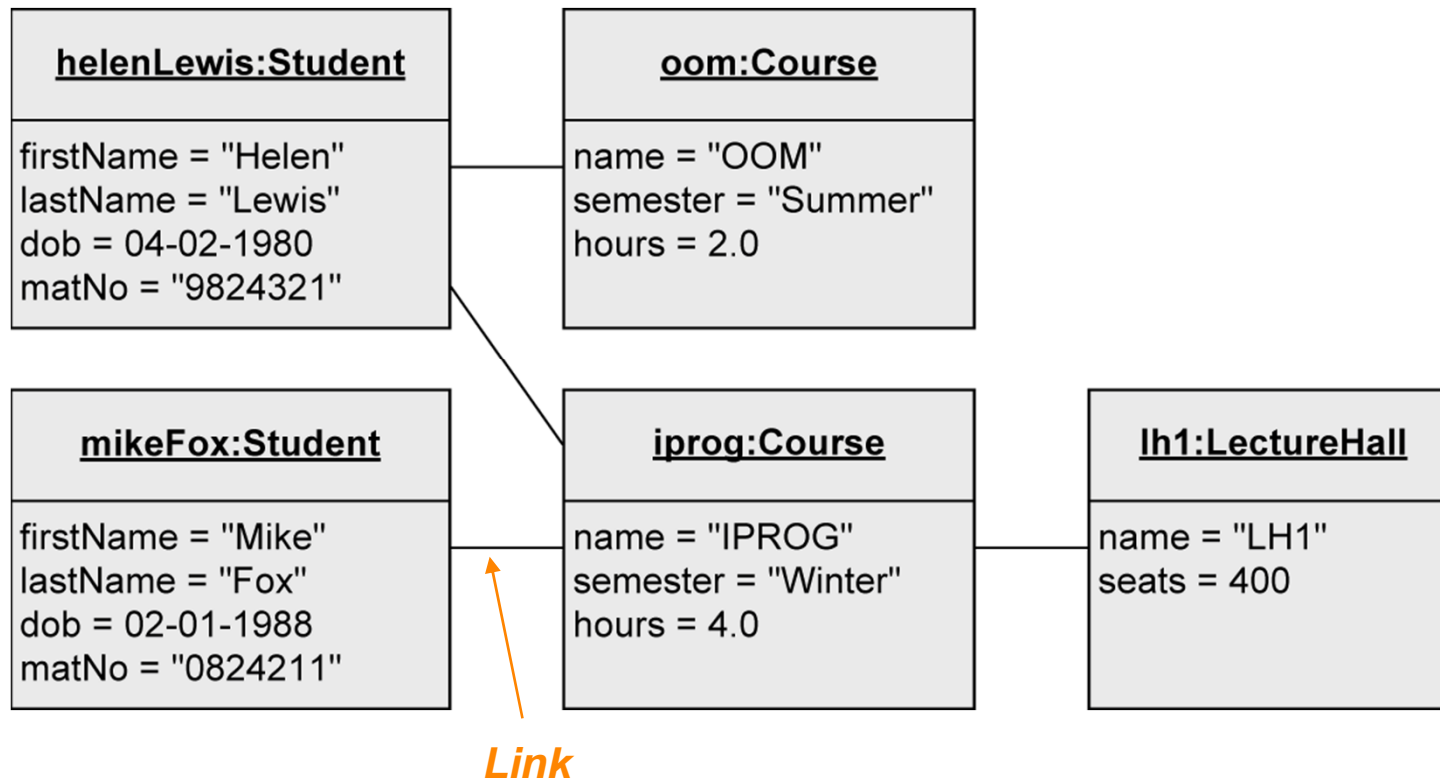 helenLewis:Student
firstName = "Helen"
lastName = "Lewis"
dob = 04-02-1980
matNo = "9824321"
oom:Course
name = "OOM"
semester = "Summer"
hours = 2.0
mikeFox:Student
firstName = "Mike"
lastName = "Fox"
dob = 02-01-1988
matNo = "0824211"
iprog:Course
name = "IPROG"
semester = "Winter"
hours = 4.0
lh1:LectureHall
name = "LH1"
seats = 400
Link